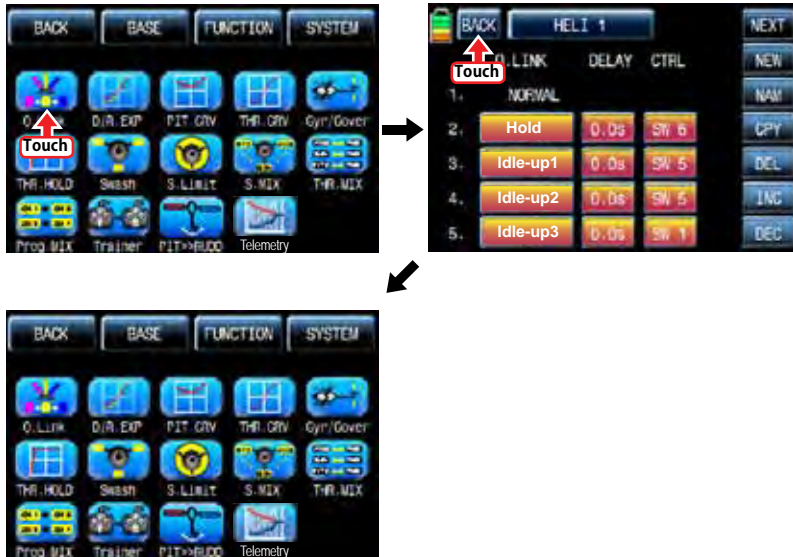 BACK BASE FUNCTION SYSTEM
Q.Link D/R.EXP PIT.CRV THR.CRV Gyr/Gover
Touch
THR.HOLD Swash S.Limit S.MIX THR.MIX
Prog.MIX Trainer PIT>>RUDD Telemetry
BACK HELI 1 NEXT
Touch
Q.LINK DELAY CTRL NEW
1. NORMAL NAM
2. Hold 0.0s SW 6 CPY
3. Idle-up1 0.0s SW 5 DEL
4. Idle-up2 0.0s SW 5 INC
5. Idle-up3 0.0s SW 1 DEC
BACK BASE FUNCTION SYSTEM
Q.Link D/R.EXP PIT.CRV THR.CRV Gyr/Gover
THR.HOLD Swash S.Limit S.MIX THR.MIX
Prog.MIX Trainer PIT>>RUDD Telemetry